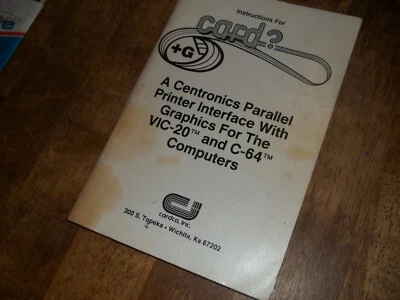 Instructions For
card?
+G
A Centronics Parallel
Printer Interface With
Graphics For The
VIC-20™ and C-64™
Computers
cardco, inc.
300 S. Topeka • Wichita, Ks 67202